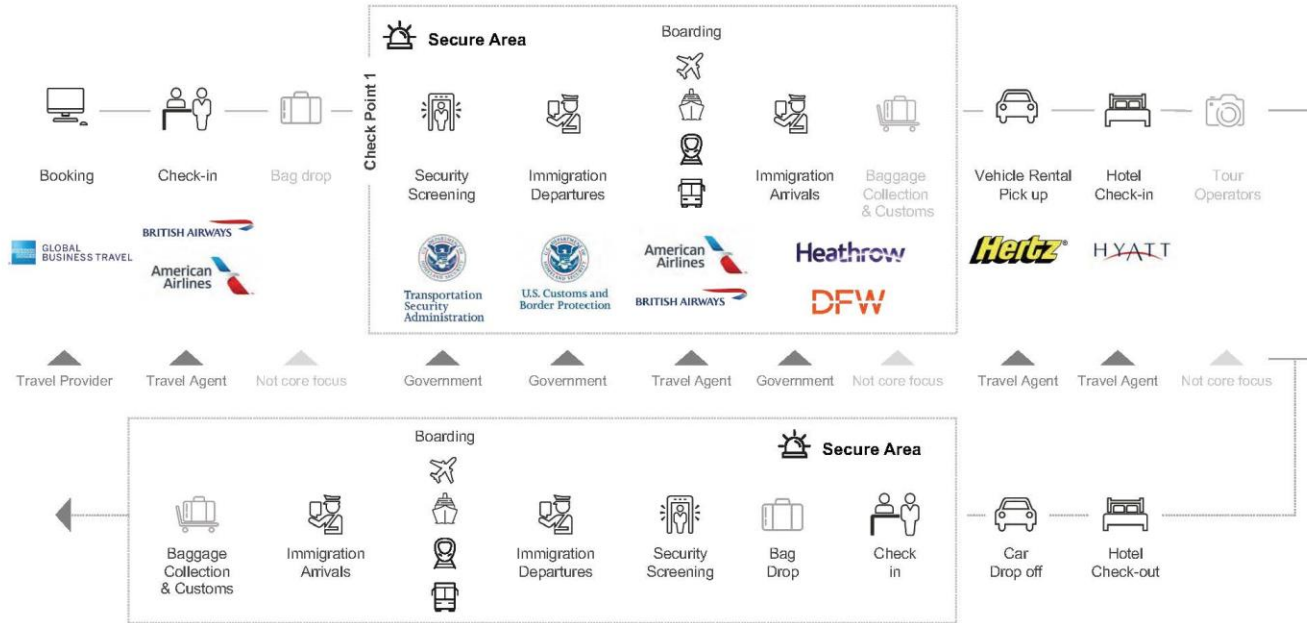 Secure Area
Boarding
Check Point 1
Booking
Check-in
Bag drop
Security
Screening
Immigration
Departures
Immigration
Arrivals
Baggage
Collection
& Customs
Vehicle Rental
Pick up
Hotel
Check-in
Tour
Operators
GLOBAL
BUSINESS TRAVEL
BRITISH AIRWAYS
American
Airlines
Transportation
Security
Administration
U.S. Customs and
Border Protection
American
Airlines
BRITISH AIRWAYS
Heathrow
DFW
Hertz
HYATT
Travel Provider
Travel Agent
Not core focus
Government
Government
Travel Agent
Government
Not core focus
Travel Agent
Travel Agent
Not core focus
Boarding
Secure Area
Baggage
Collection
& Customs
Immigration
Arrivals
Immigration
Departures
Security
Screening
Bag
Drop
Check
in
Car
Drop off
Hotel
Check-out